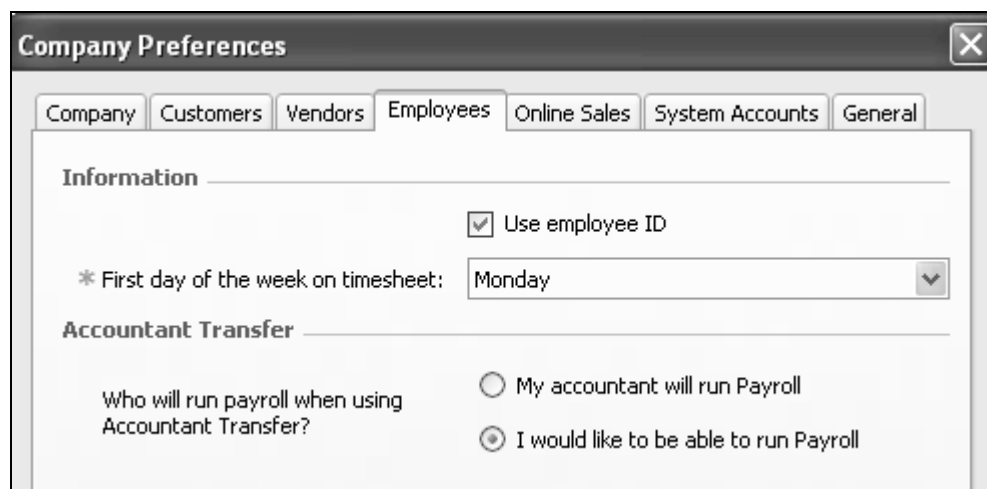 Company Preferences
Company Customers Vendors Employees Online Sales System Accounts General
Information
Use employee ID
* First day of the week on timesheet: Monday
Accountant Transfer
My accountant will run Payroll
Who will run payroll when using
Accountant Transfer?
I would like to be able to run Payroll